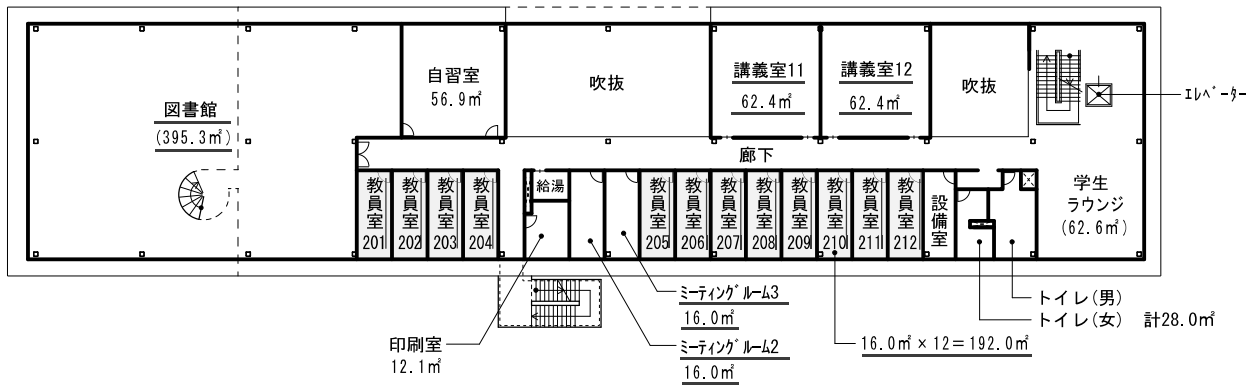 図書館
(395.3㎡)
自習室
56.9㎡
吹抜
講義室11
62.4㎡
講義室12
62.4㎡
吹抜
エレベーター
廊下
教員室
201
教員室
202
教員室
203
教員室
204
給湯
教員室
205
教員室
206
教員室
207
教員室
208
教員室
209
教員室
210
教員室
211
教員室
212
設備室
学生
ラウンジ
(62.6㎡)
印刷室
12.1㎡
ミーティングルーム3
16.0㎡
ミーティングルーム2
16.0㎡
16.0㎡×12=192.0㎡
トイレ(男)
トイレ(女) 計28.0㎡